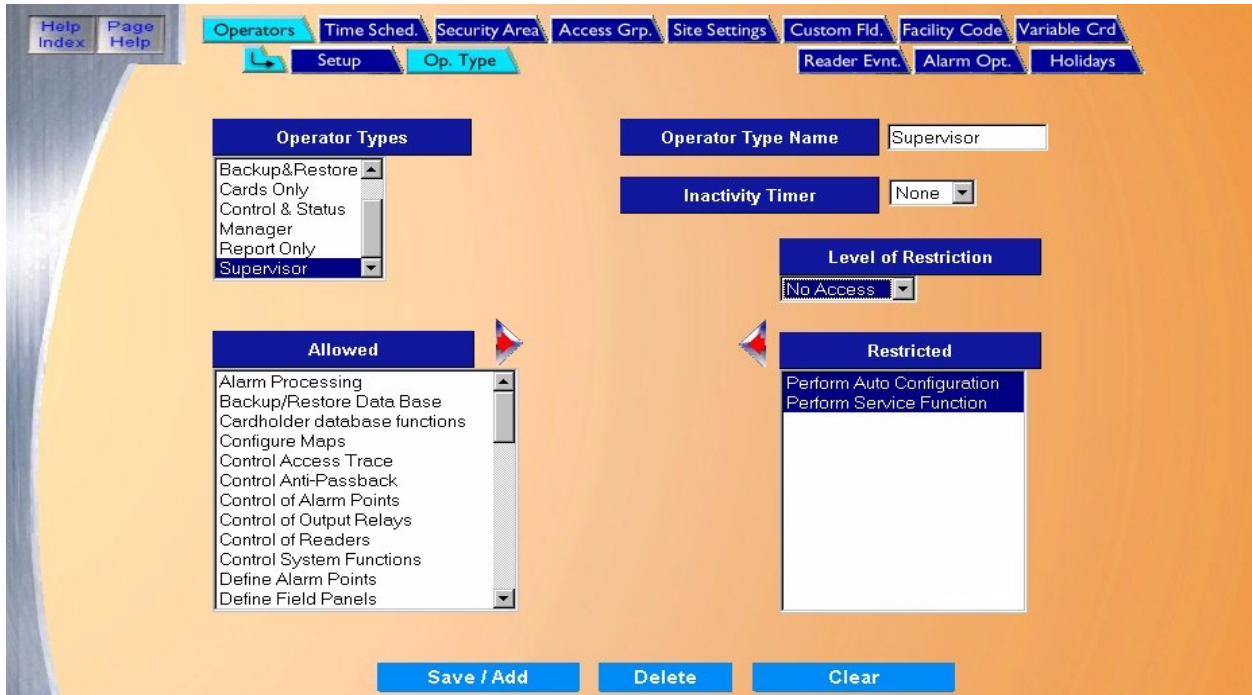 Help Index
Page Help
Operators
Time Sched.
Security Area
Access Grp.
Site Settings
Custom Fld.
Facility Code
Variable Crd
Setup
Op. Type
Reader Evnt.
Alarm Opt.
Holidays
Operator Types
Backup&Restore
Cards Only
Control & Status
Manager
Report Only
Supervisor
Operator Type Name
Supervisor
Inactivity Timer
None
Level of Restriction
No Access
Allowed
Alarm Processing
Backup/Restore Data Base
Cardholder database functions
Configure Maps
Control Access Trace
Control Anti-Passback
Control of Alarm Points
Control of Output Relays
Control of Readers
Control System Functions
Define Alarm Points
Define Field Panels
Restricted
Perform Auto Configuration
Perform Service Function
Save / Add
Delete
Clear